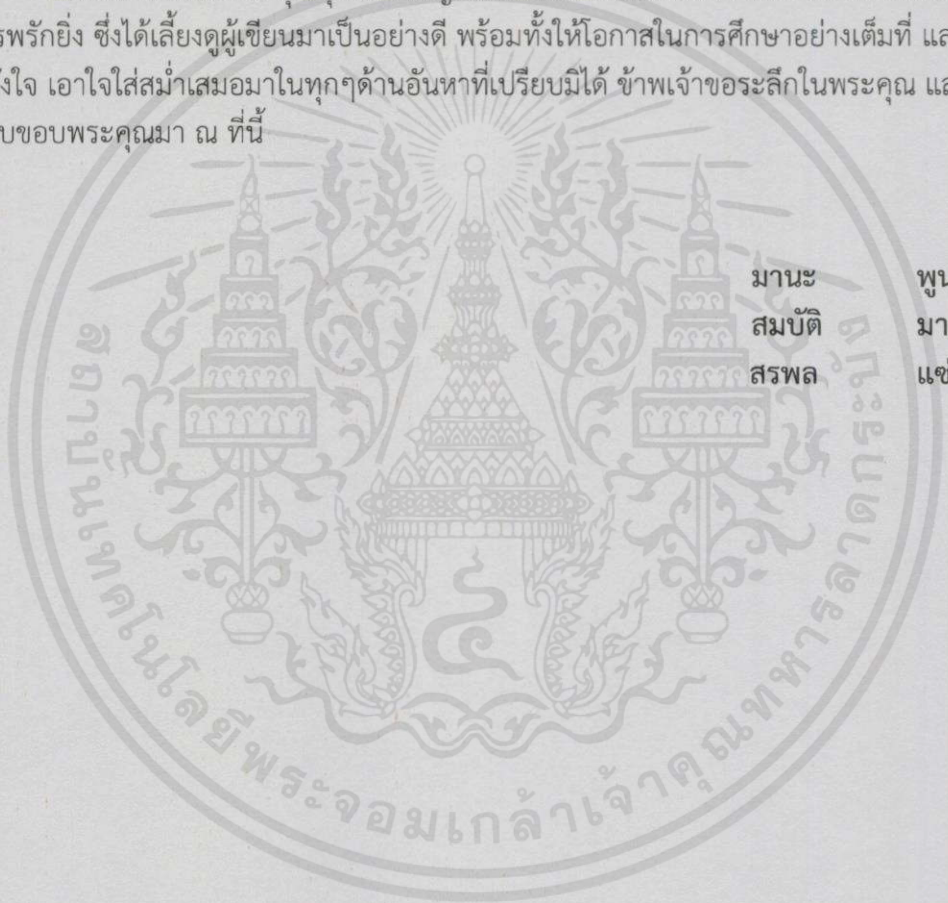 รพรักยิ่ง ซึ่งได้เลี้ยงดูผู้เขียนมาเป็นอย่างดี พร้อมทั้งให้โอกาสในการศึกษาอย่างเต็มที่ แล
ังใจ เอาใจใส่สม่ำเสมอมาในทุกๆด้านอันหาที่เปรียบมิได้ ข้าพเจ้าขอระลึกในพระคุณ แล
บขอบพระคุณมา ณ ที่นี้
มานะ พูน
สมบัติ มา
สรพล แซ่
สถาบันเทคโนโลยีพระจอมเกล้าเจ้าคุณทหารลาดกระบัง
๔